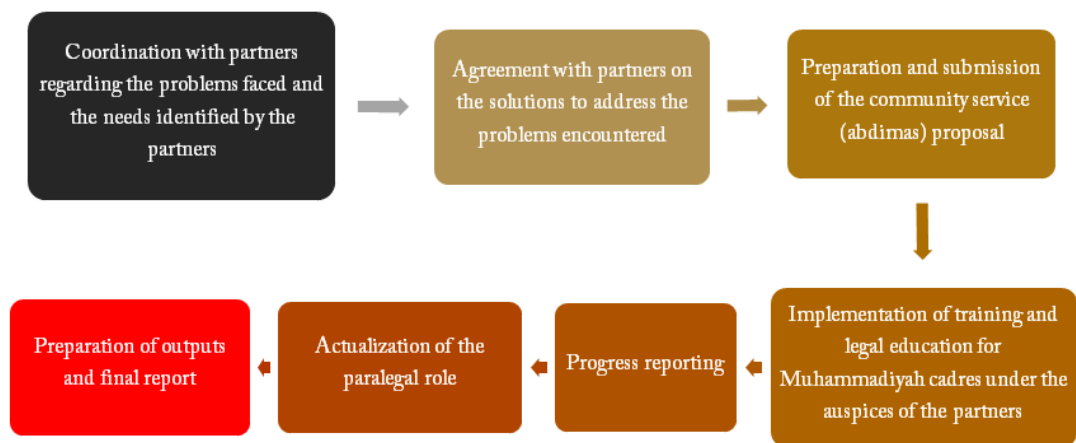 Coordination with partners
regarding the problems faced and
the needs identified by the
partners
Agreement with partners on
the solutions to address the
problems encountered
Preparation and submission
of the community service
(abdimas) proposal
Implementation of training and
legal education for
Muhammadiyah cadres under the
auspices of the partners
Progress reporting
Actualization of the
paralegal role
Preparation of outputs
and final report